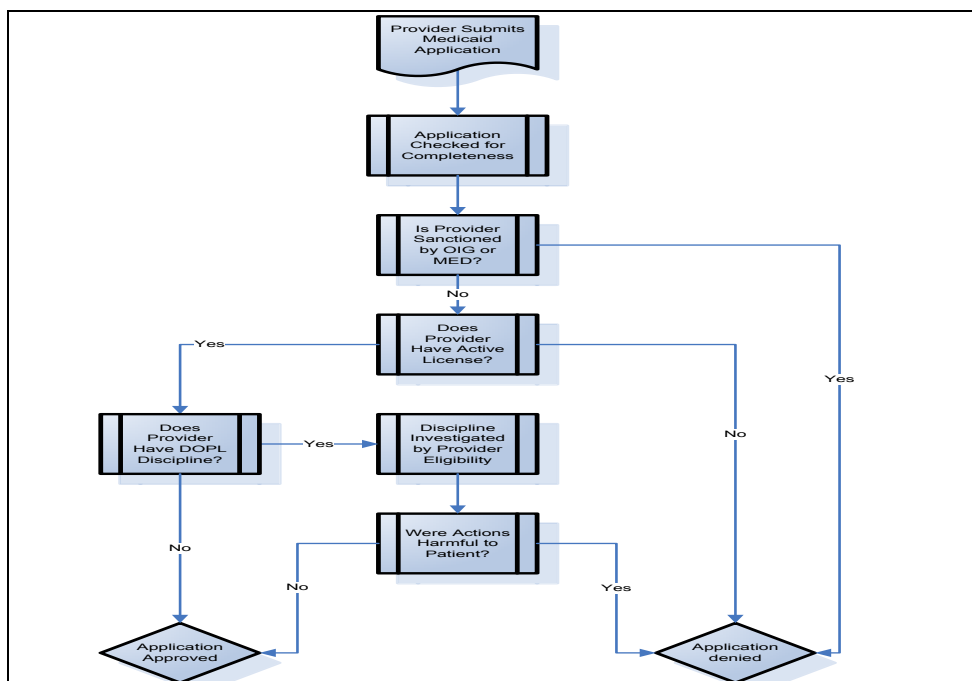 Provider Submits
Medicaid
Application
Application
Checked for
Completeness
Is Provider
Sanctioned
by OIG or
MED?
No
Does
Provider
Have Active
License?
Yes
Yes
No
Does
Provider
Have DOPL
Discipline?
Yes
Discipline
Investigated
by Provider
Eligibility
Were Actions
Harmful to
Patient?
No
No
Yes
Application
Approved
Application
denied